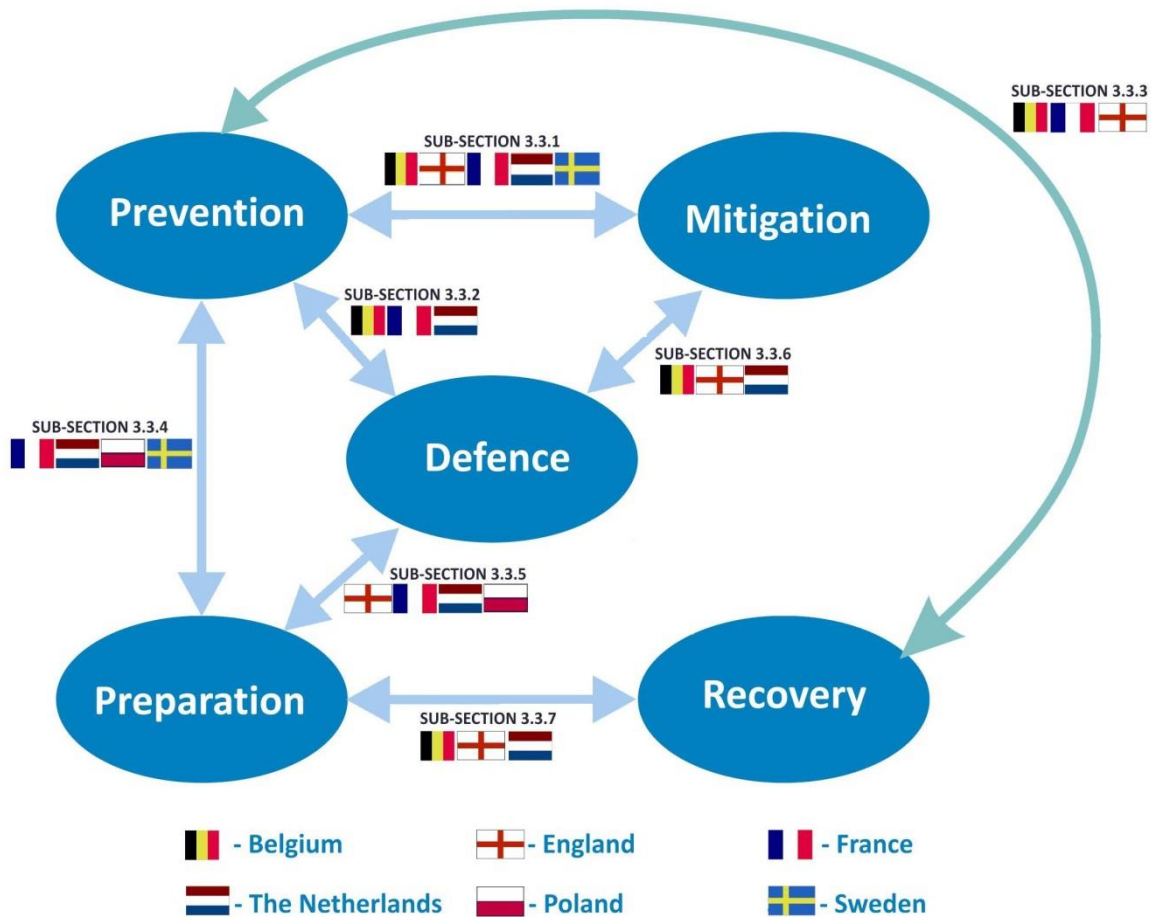 SUB-SECTION 3.3.3
SUB-SECTION 3.3.1
Prevention
Mitigation
SUB-SECTION 3.3.2
SUB-SECTION 3.3.6
SUB-SECTION 3.3.4
Defence
SUB-SECTION 3.3.5
Preparation
Recovery
SUB-SECTION 3.3.7
- Belgium
- England
- France
- The Netherlands
- Poland
- Sweden